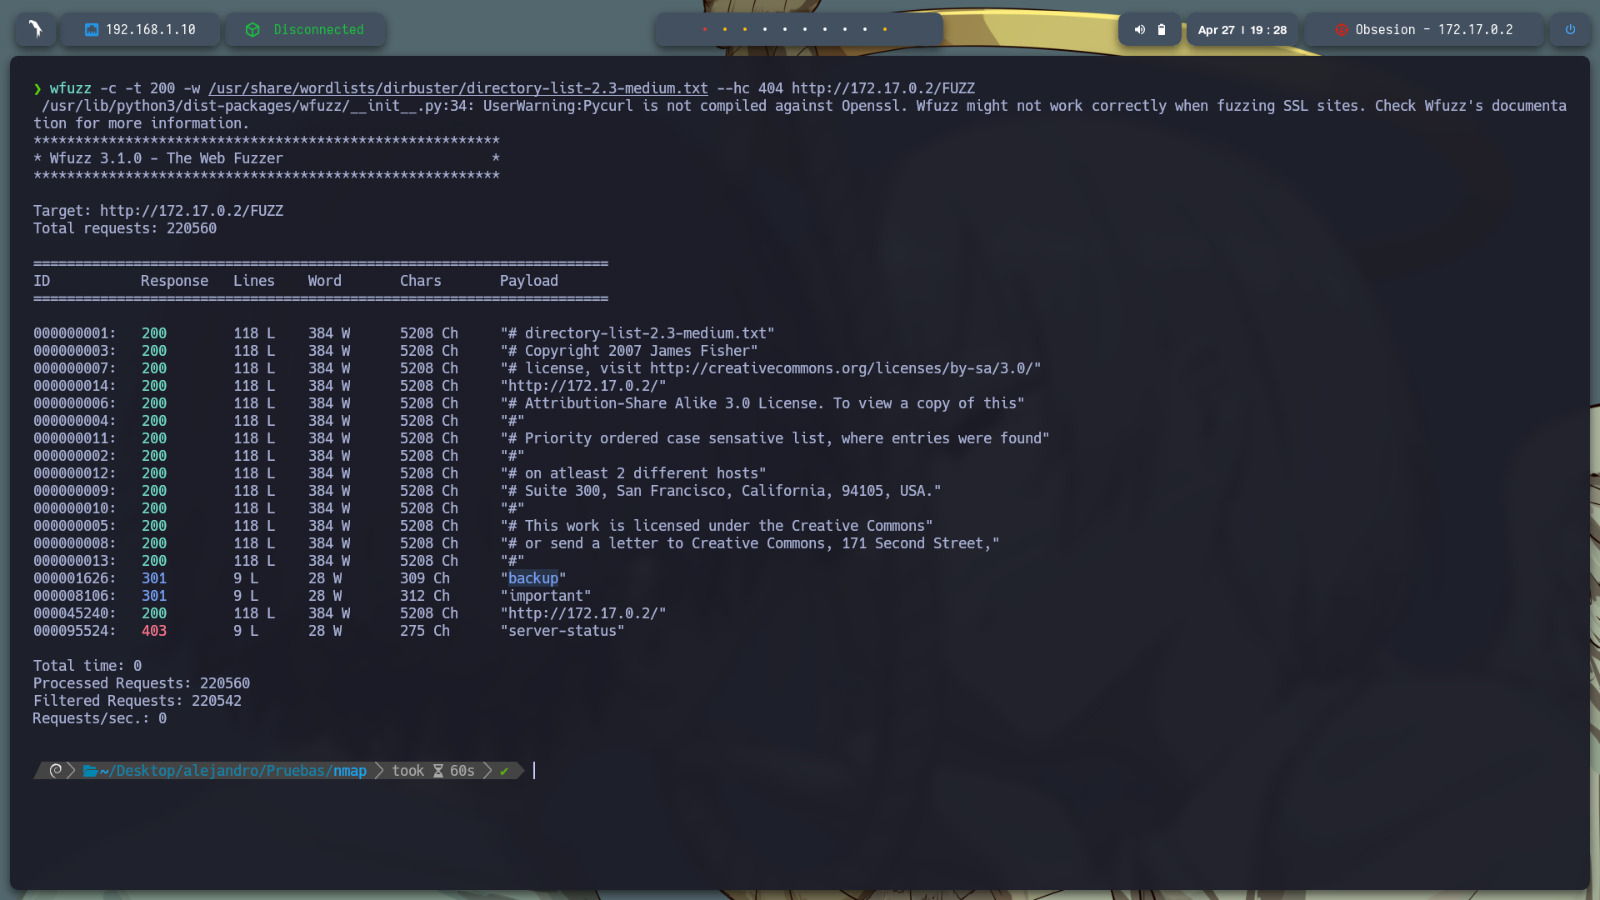 192.168.1.10
Disconnected
Apr 27 | 19 : 28
Obsesion - 172.17.0.2
❯ wfuzz -c -t 200 -w /usr/share/wordlists/dirbuster/directory-list-2.3-medium.txt --hc 404 http://172.17.0.2/FUZZ
/usr/lib/python3/dist-packages/wfuzz/__init__.py:34: UserWarning:Pycurl is not compiled against Openssl. Wfuzz might not work correctly when fuzzing SSL sites. Check Wfuzz's documenta
tion for more information.
********************************************************
* Wfuzz 3.1.0 - The Web Fuzzer                         *
********************************************************
Target: http://172.17.0.2/FUZZ
Total requests: 220560
=====================================================================
ID           Response   Lines    Word       Chars       Payload
=====================================================================
000000001:   200        118 L    384 W      5208 Ch     "# directory-list-2.3-medium.txt"
000000003:   200        118 L    384 W      5208 Ch     "# Copyright 2007 James Fisher"
000000007:   200        118 L    384 W      5208 Ch     "# license, visit http://creativecommons.org/licenses/by-sa/3.0/"
000000014:   200        118 L    384 W      5208 Ch     "http://172.17.0.2/"
000000006:   200        118 L    384 W      5208 Ch     "# Attribution-Share Alike 3.0 License. To view a copy of this"
000000004:   200        118 L    384 W      5208 Ch     "#"
000000011:   200        118 L    384 W      5208 Ch     "# Priority ordered case sensative list, where entries were found"
000000002:   200        118 L    384 W      5208 Ch     "#"
000000012:   200        118 L    384 W      5208 Ch     "# on atleast 2 different hosts"
000000009:   200        118 L    384 W      5208 Ch     "# Suite 300, San Francisco, California, 94105, USA."
000000010:   200        118 L    384 W      5208 Ch     "#"
000000005:   200        118 L    384 W      5208 Ch     "# This work is licensed under the Creative Commons"
000000008:   200        118 L    384 W      5208 Ch     "# or send a letter to Creative Commons, 171 Second Street,"
000000013:   200        118 L    384 W      5208 Ch     "#"
000001626:   301        9 L      28 W       309 Ch      "backup"
000008106:   301        9 L      28 W       312 Ch      "important"
000045240:   200        118 L    384 W      5208 Ch     "http://172.17.0.2/"
000095524:   403        9 L      28 W       275 Ch      "server-status"
Total time: 0
Processed Requests: 220560
Filtered Requests: 220542
Requests/sec.: 0
~/Desktop/alejandro/Pruebas/nmap took 60s ✔